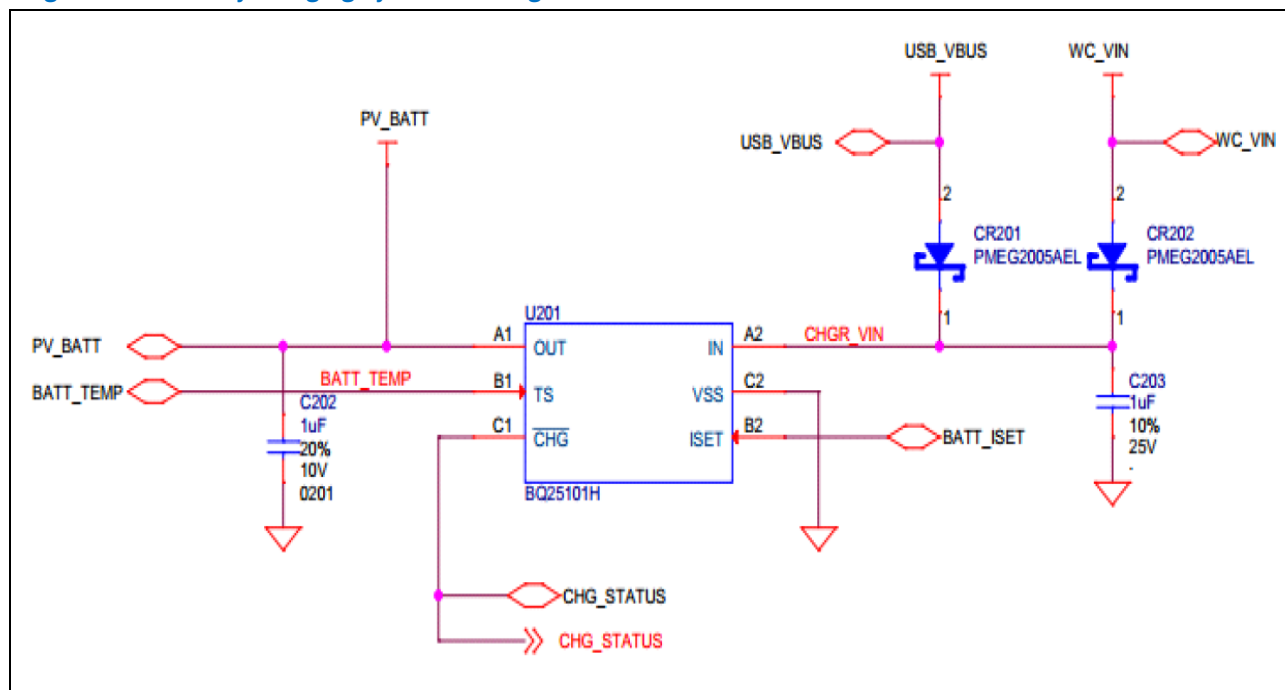 USB_VBUS
WC_VIN
PV_BATT
USB_VBUS
WC_VIN
2
2
CR201
PMEG2005AEL
CR202
PMEG2005AEL
1
1
U201
PV_BATT
A1
OUT
IN
A2
CHGR_VIN
BATT_TEMP
BATT_TEMP
B1
TS
VSS
C2
C202
1uF
20%
10V
0201
C1
CHG
ISET
B2
BATT_ISET
C203
1uF
10%
25V
BQ25101H
CHG_STATUS
CHG_STATUS